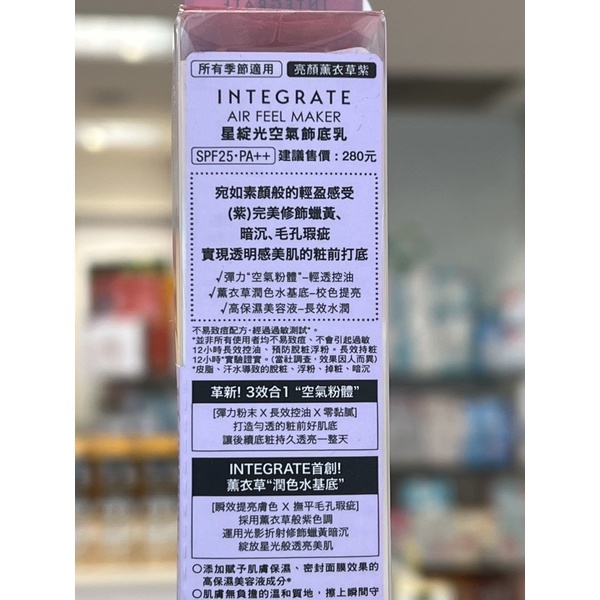 INTEGRATE
所有季節適用 亮顏薰衣草紫
INTEGRATE
AIR FEEL MAKER
星綻光空氣飾底乳
SPF25・PA++ 建議售價：280元
宛如素顏般的輕盈感受
(紫)完美修飾蠟黃、
暗沉、毛孔瑕疵
實現透明感美肌的粧前打底
√彈力“空氣粉體”–輕透控油
√薰衣草潤色水基底–校色提亮
√高保濕美容液–長效水潤
不易致痘配方・經過過敏測試*。
*並非所有使用者均不易致痘、不會引起過敏
12小時長效控油、預防脫粧浮粉。長效持粧
12小時*實驗證實。(當社調查，效果因人而異)
*皮脂、汗水導致的脫粧、浮粉、掉粧、暗沉
革新! 3效合1 “空氣粉體”
[彈力粉末 X 長效控油 X 零黏膩]
打造勻透的粧前好肌底
讓後續底粧持久透亮一整天
INTEGRATE首創!
薰衣草“潤色水基底”
[瞬效提亮膚色 X 撫平毛孔瑕疵]
採用薰衣草般紫色調
運用光影折射修飾蠟黃暗沉
綻放星光般透亮美肌
○添加賦予肌膚保濕、密封面膜效果的
高保濕美容液成分*
○肌膚無負擔的溫和質地，擦上瞬間守